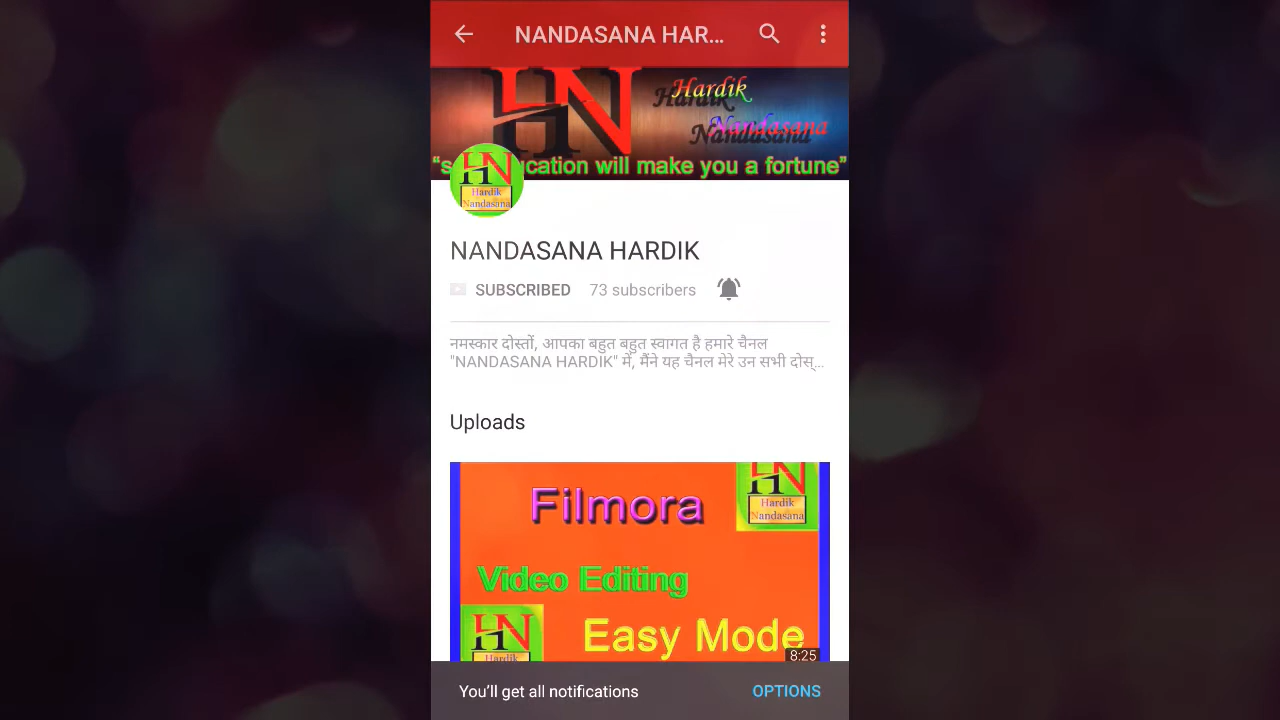 NANDASANA HAR...
HN
Hardik
Nandasana
cation will make you a fortune”
HN
Hardik
Nandasana
NANDASANA HARDIK
SUBSCRIBED 73 subscribers
नमस्कार दोस्तों, आपका बहुत बहुत स्वागत है हमारे चैनल
"NANDASANA HARDIK" में, मैंने यह चैनल मेरे उन सभी दोस्...
Uploads
HN
Hardik
Nandasana
Filmora
Video Editing
Easy Mode
HN
Hardik
8:25
You’ll get all notifications OPTIONS